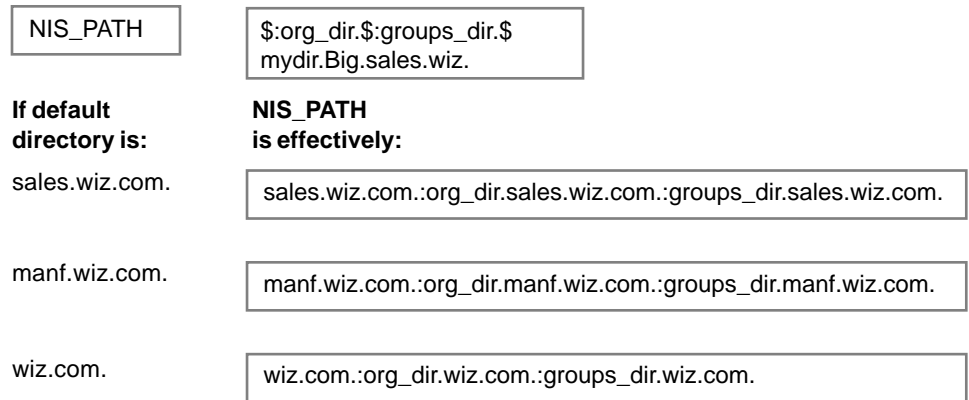 NIS_PATH
$:org_dir.$:groups_dir.$
mydir.Big.sales.wiz.
If default
directory is:
NIS_PATH
is effectively:
sales.wiz.com.
sales.wiz.com.:org_dir.sales.wiz.com.:groups_dir.sales.wiz.com.
manf.wiz.com.
manf.wiz.com.:org_dir.manf.wiz.com.:groups_dir.manf.wiz.com.
wiz.com.
wiz.com.:org_dir.wiz.com.:groups_dir.wiz.com.